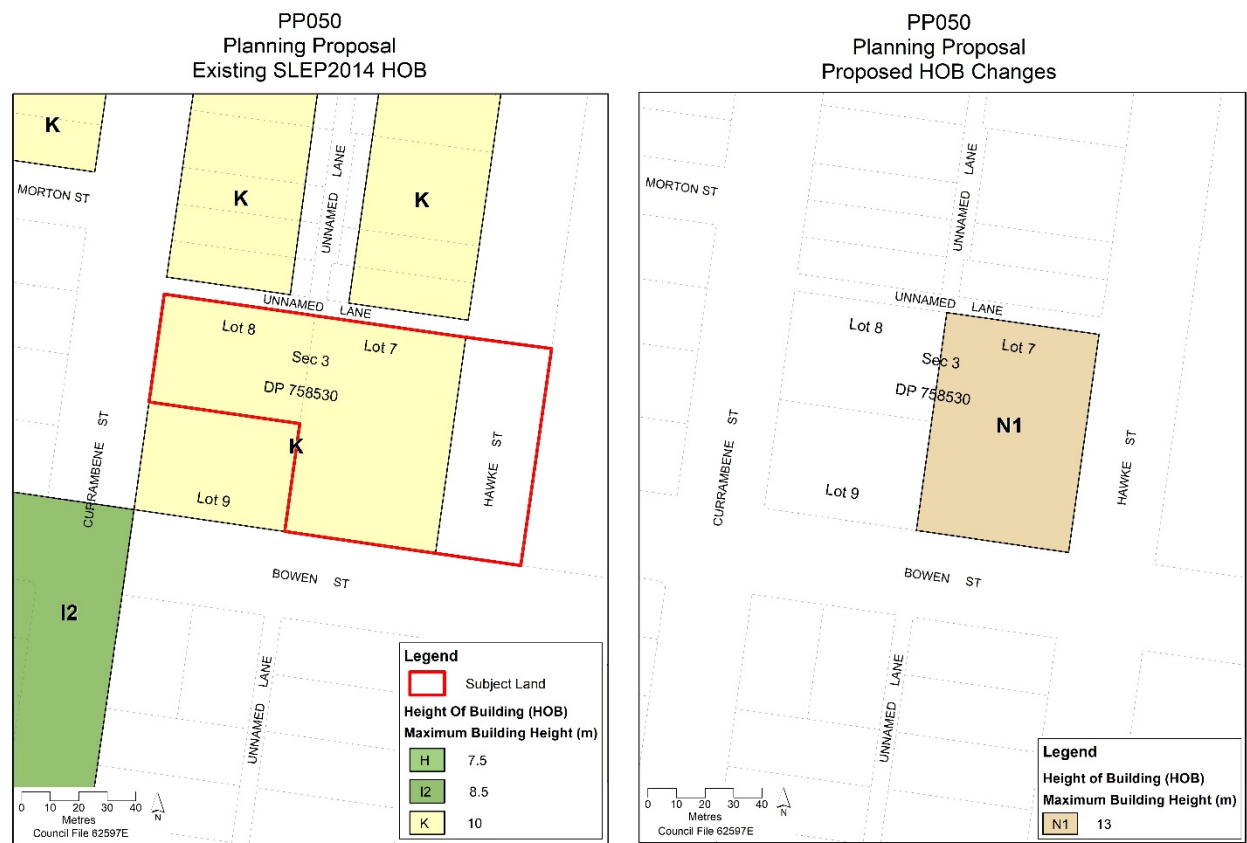 PP050
Planning Proposal
Existing SLEP2014 HOB
K
MORTON ST
K
K
UNNAMED LANE
UNNAMED LANE
Lot 8
Lot 7
Sec 3
DP 758530
K
Lot 9
CURRAMBENE ST
HAWKE ST
BOWEN ST
I2
UNNAMED LANE
Legend
Subject Land
Height Of Building (HOB)
Maximum Building Height (m)
H 7.5
I2 8.5
K 10
0 10 20 30 40
Metres
N
Council File 62597E
PP050
Planning Proposal
Proposed HOB Changes
MORTON ST
UNNAMED LANE
UNNAMED LANE
Lot 8
Lot 7
Sec 3
DP 758530
N1
Lot 9
CURRAMBENE ST
HAWKE ST
BOWEN ST
UNNAMED LANE
Legend
Height of Building (HOB)
Maximum Building Height (m)
N1 13
0 10 20 30 40
Metres
N
Council File 62597E